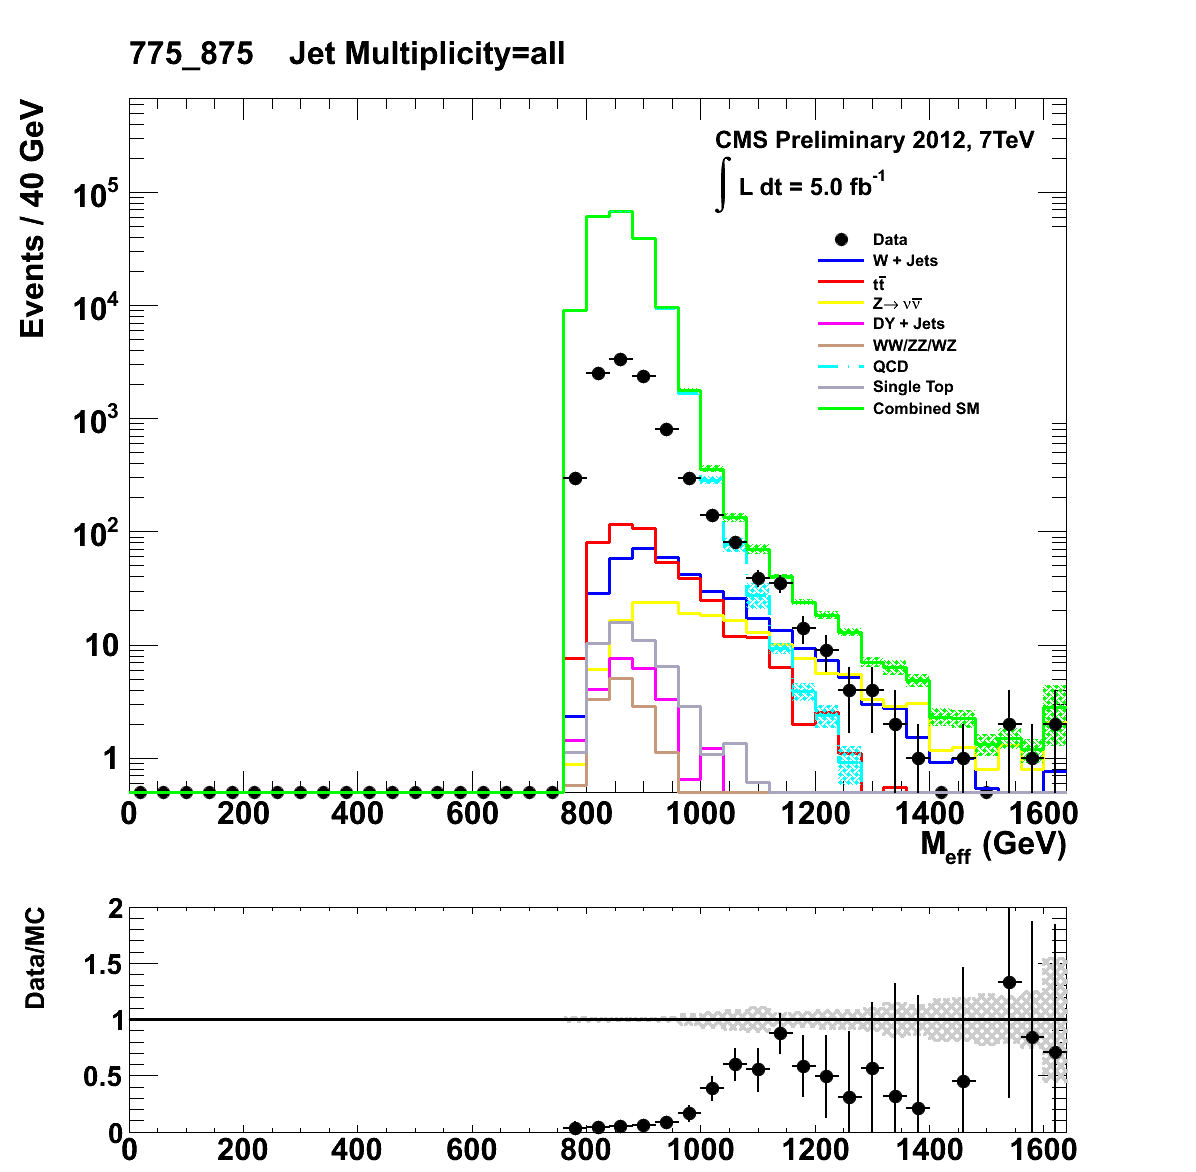 775_875 Jet Multiplicity=all
Events / 40 GeV
CMS Preliminary 2012, 7TeV
∫ L dt = 5.0 fb⁻¹
Data
W + Jets
tt̅
Z→ νν̅
DY + Jets
WW/ZZ/WZ
QCD
Single Top
Combined SM
10⁵
10⁴
10³
10²
10
1
0 200 400 600 800 1000 1200 1400 1600
M_eff (GeV)
Data/MC
2
1.5
1
0.5
0
0 200 400 600 800 1000 1200 1400 1600